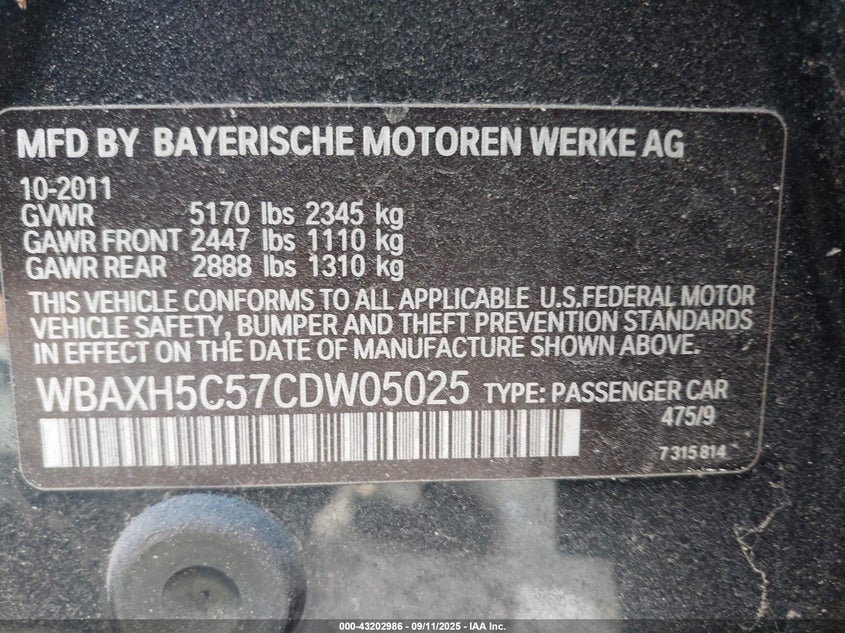 MFD BY BAYERISCHE MOTOREN WERKE AG
10-2011
GVWR 5170 lbs 2345 kg
GAWR FRONT 2447 lbs 1110 kg
GAWR REAR 2888 lbs 1310 kg
THIS VEHICLE CONFORMS TO ALL APPLICABLE U.S.FEDERAL MOTOR
VEHICLE SAFETY, BUMPER AND THEFT PREVENTION STANDARDS
IN EFFECT ON THE DATE OF MANUFACTURE SHOWN ABOVE.
WBAXH5C57CDW05025 TYPE: PASSENGER CAR
475/9
7 315 814
000-43202986 - 09/11/2025 - IAA Inc.